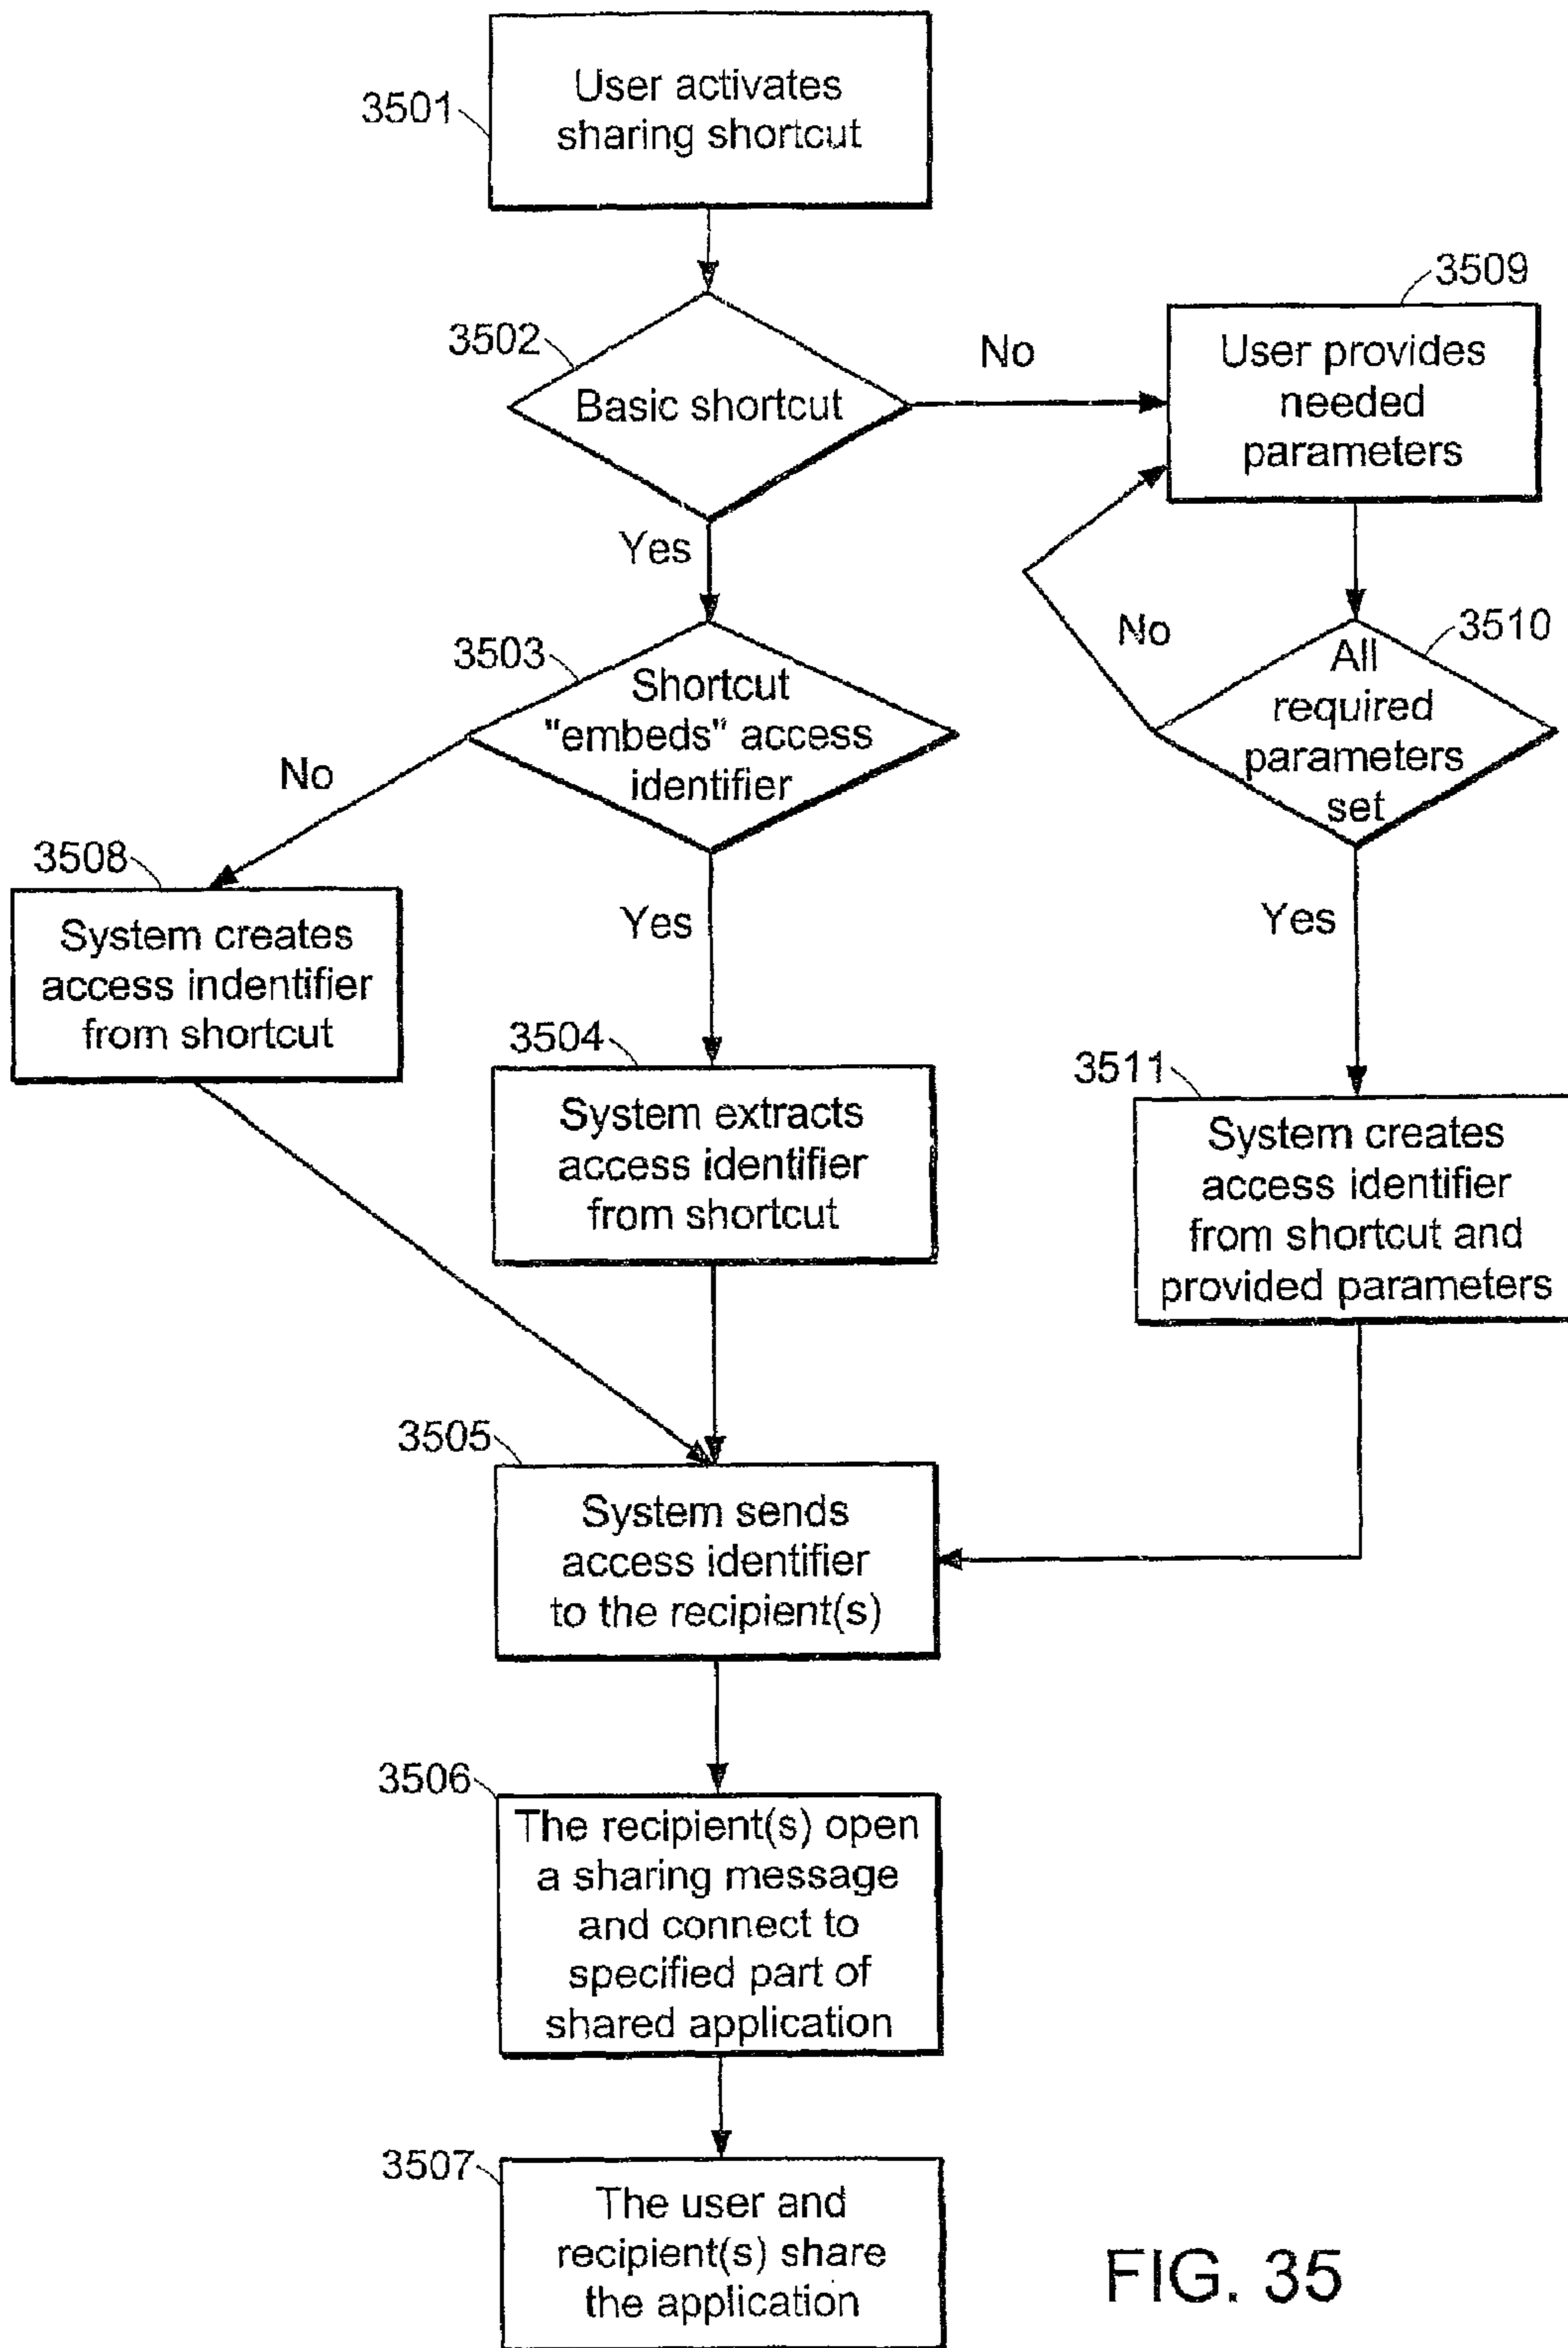 3501
User activates
sharing shortcut
3502
Basic shortcut
No
Yes
3509
User provides
needed
parameters
3503
Shortcut
"embeds" access
identifier
No
Yes
3510
All
required
parameters
set
No
Yes
3508
System creates
access indentifier
from shortcut
3504
System extracts
access identifier
from shortcut
3511
System creates
access identifier
from shortcut and
provided parameters
3505
System sends
access identifier
to the recipient(s)
3506
The recipient(s) open
a sharing message
and connect to
specified part of
shared application
3507
The user and
recipient(s) share
the application
FIG. 35